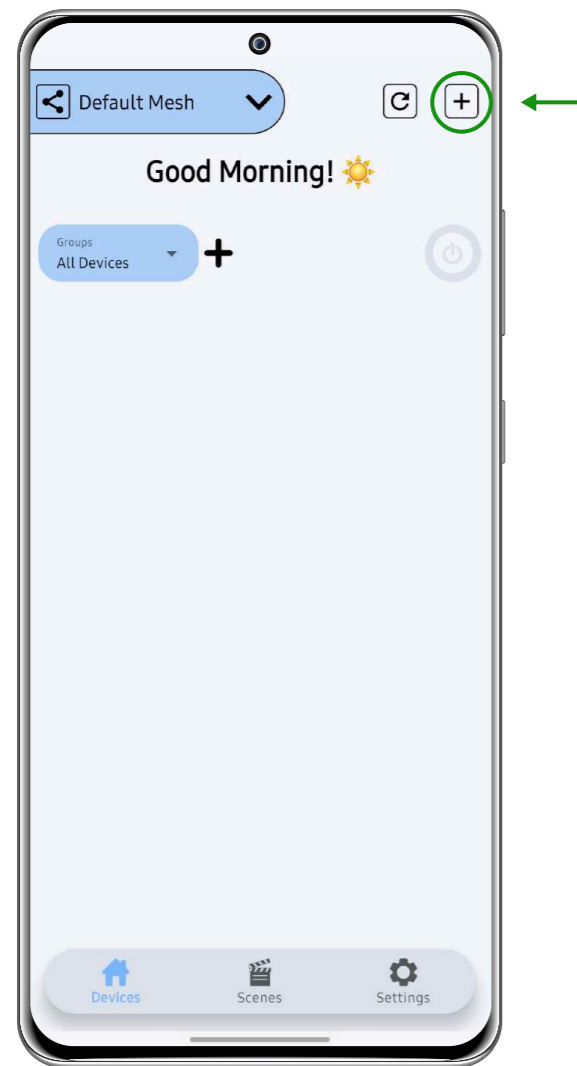 Default Mesh
Good Morning! ☀️
Groups
All Devices
Devices
Scenes
Settings